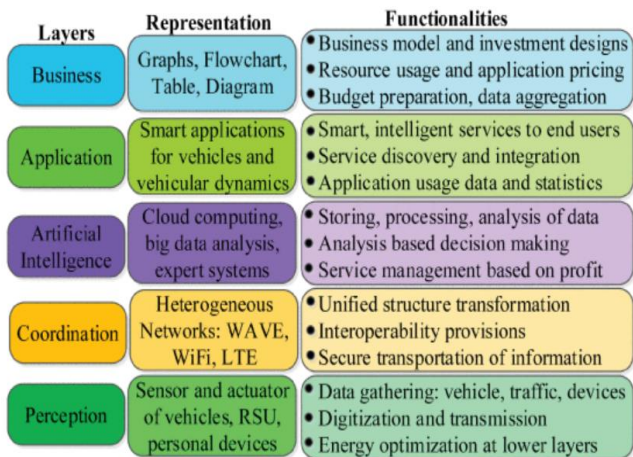 Layers
Representation
Functionalities
Business
Graphs, Flowchart,
Table, Diagram
• Business model and investment designs
• Resource usage and application pricing
• Budget preparation, data aggregation
Application
Smart applications
for vehicles and
vehicular dynamics
• Smart, intelligent services to end users
• Service discovery and integration
• Application usage data and statistics
Artificial
Intelligence
Cloud computing,
big data analysis,
expert systems
• Storing, processing, analysis of data
• Analysis based decision making
• Service management based on profit
Coordination
Heterogeneous
Networks: WAVE,
WiFi, LTE
• Unified structure transformation
• Interoperability provisions
• Secure transportation of information
Perception
Sensor and actuator
of vehicles, RSU,
personal devices
• Data gathering: vehicle, traffic, devices
• Digitization and transmission
• Energy optimization at lower layers